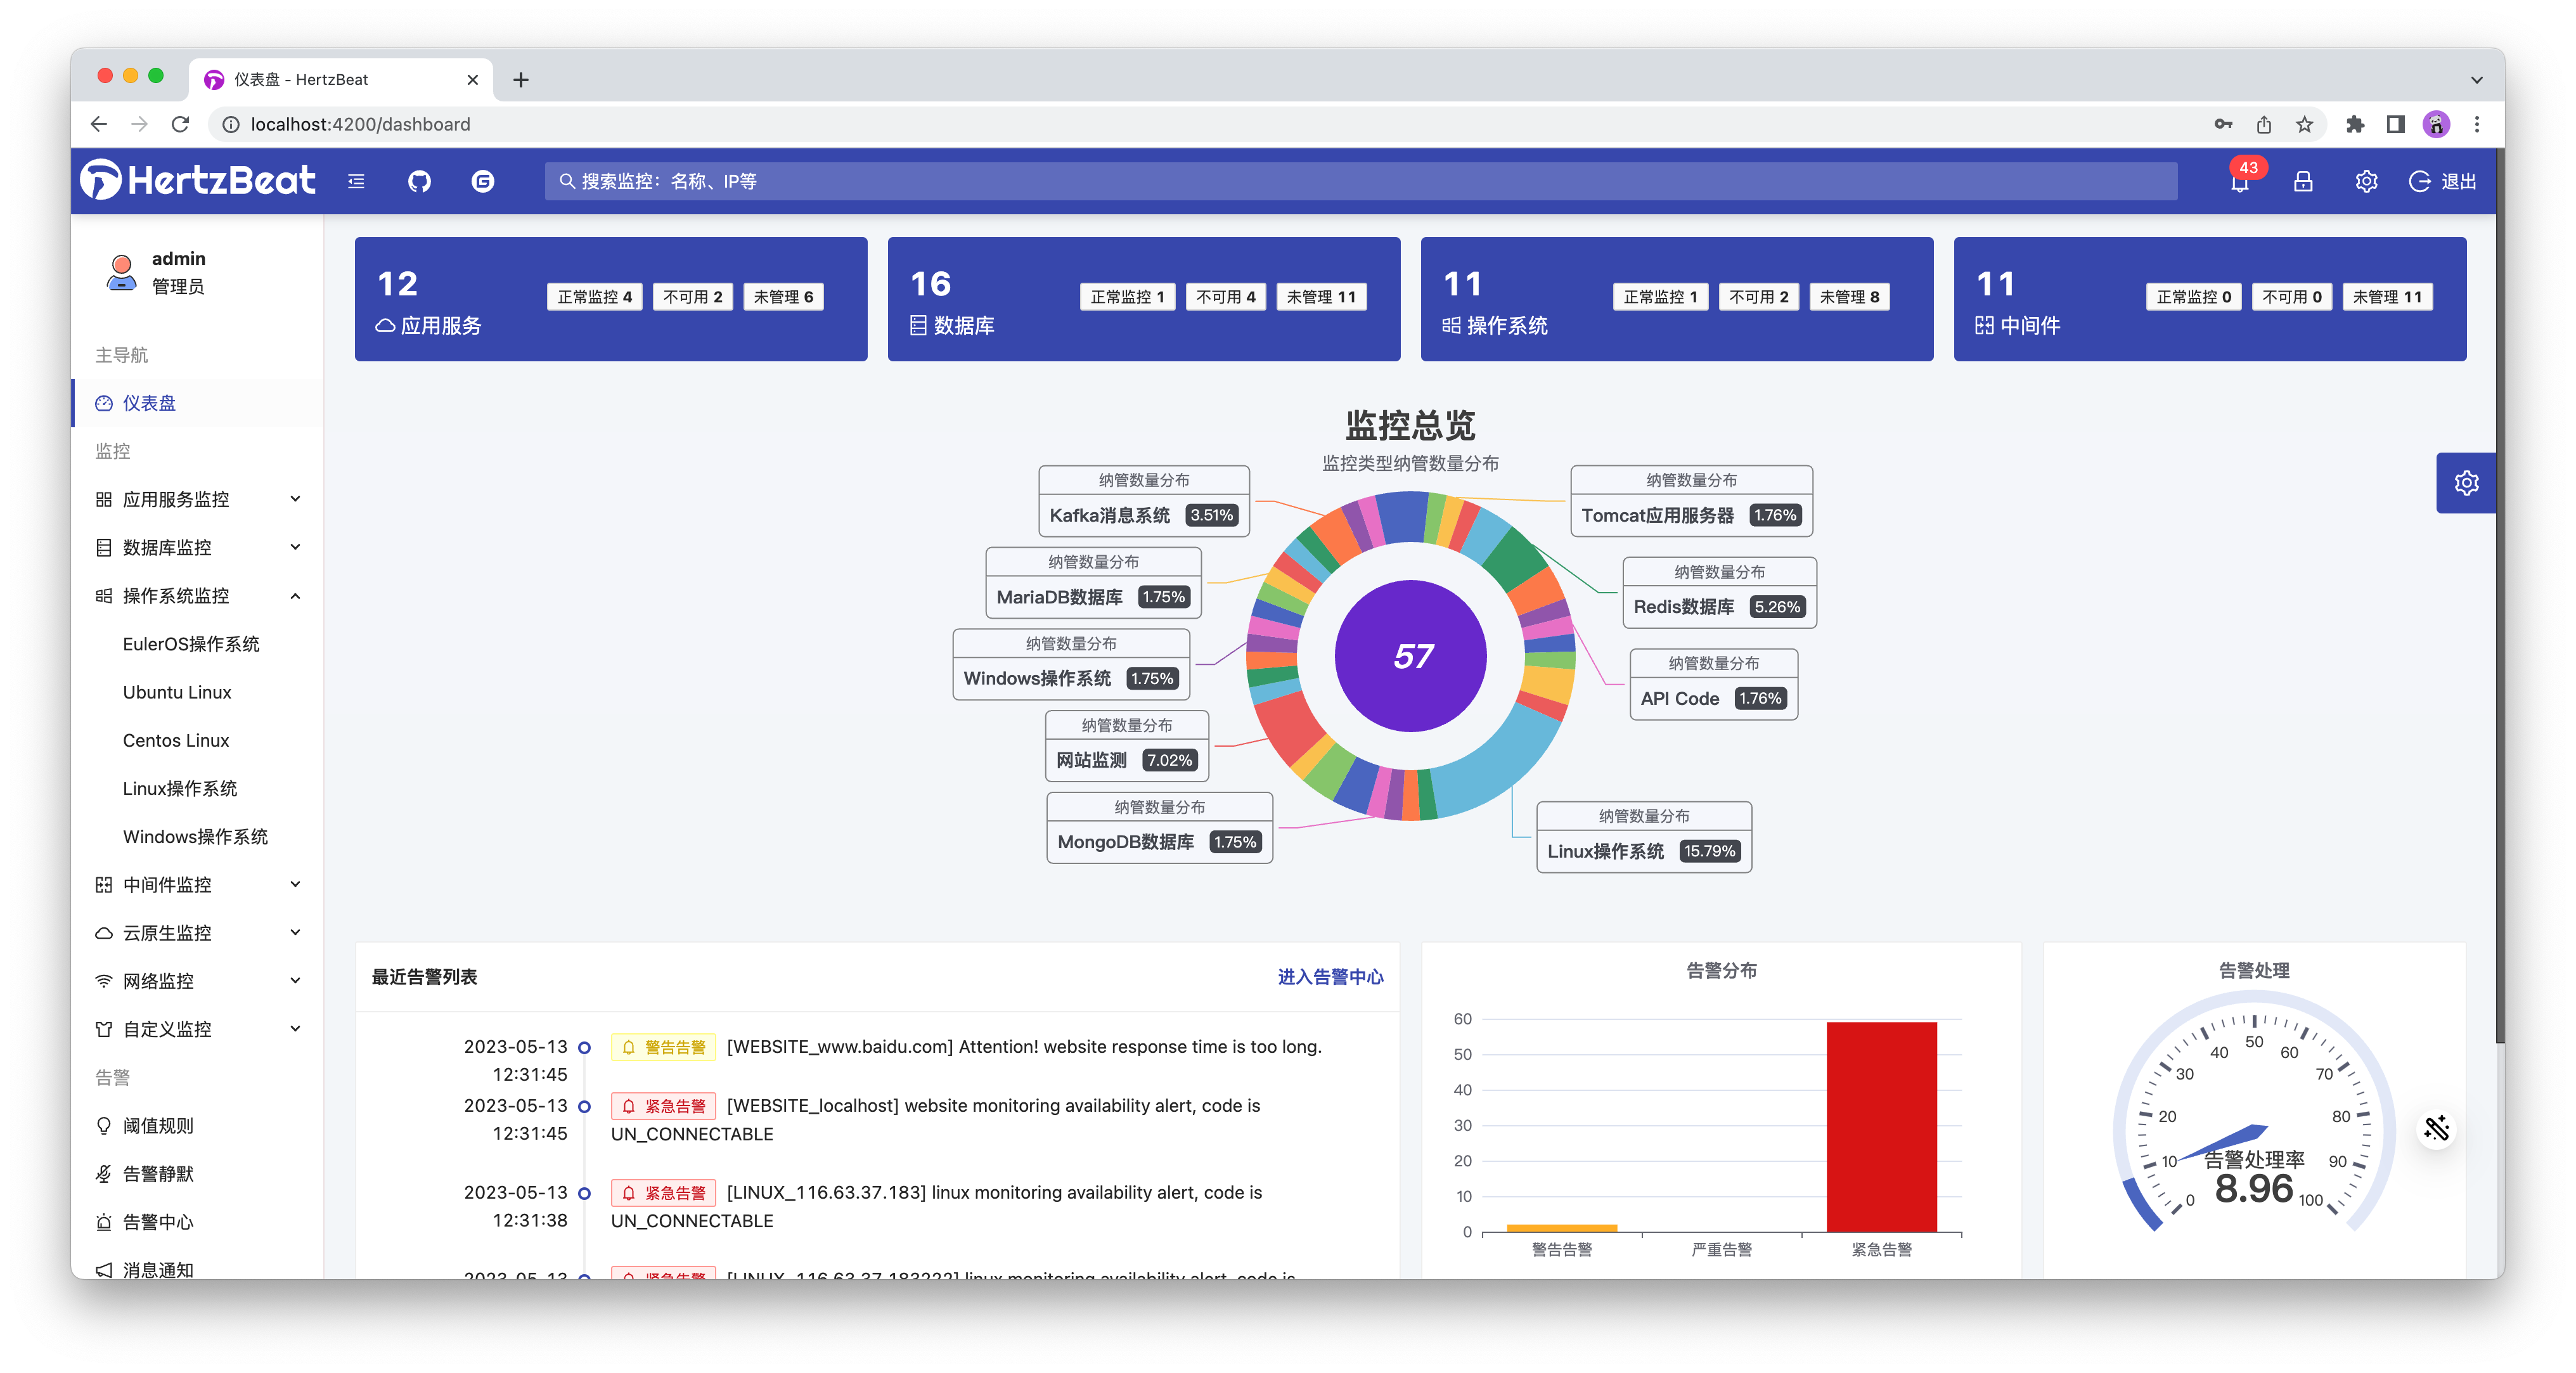 仪表盘 - HertzBeat
localhost:4200/dashboard
HertzBeat
搜索监控：名称、IP等
43
退出
admin
管理员
主导航
仪表盘
监控
应用服务监控
数据库监控
操作系统监控
EulerOS操作系统
Ubuntu Linux
Centos Linux
Linux操作系统
Windows操作系统
中间件监控
云原生监控
网络监控
自定义监控
告警
阈值规则
告警静默
告警中心
消息通知
12
应用服务
正常监控 4
不可用 2
未管理 6
16
数据库
正常监控 1
不可用 4
未管理 11
11
操作系统
正常监控 1
不可用 2
未管理 8
11
中间件
正常监控 0
不可用 0
未管理 11
监控总览
监控类型纳管数量分布
纳管数量分布
Kafka消息系统 3.51%
纳管数量分布
MariaDB数据库 1.75%
纳管数量分布
Windows操作系统 1.75%
纳管数量分布
网站监测 7.02%
纳管数量分布
MongoDB数据库 1.75%
57
纳管数量分布
Tomcat应用服务器 1.76%
纳管数量分布
Redis数据库 5.26%
纳管数量分布
API Code 1.76%
纳管数量分布
Linux操作系统 15.79%
最近告警列表
进入告警中心
2023-05-13
12:31:45
警告告警 [WEBSITE_www.baidu.com] Attention! website response time is too long.
2023-05-13
12:31:45
紧急告警 [WEBSITE_localhost] website monitoring availability alert, code is
UN_CONNECTABLE
2023-05-13
12:31:38
紧急告警 [LINUX_116.63.37.183] linux monitoring availability alert, code is
UN_CONNECTABLE
2023-05-13
紧急告警 [LINUX_116.63.37.183222] linux monitoring availability alert, code is
告警分布
60
50
40
30
20
10
0
警告告警
严重告警
紧急告警
告警处理
0
10
20
30
40
50
60
70
80
90
100
告警处理率
8.96